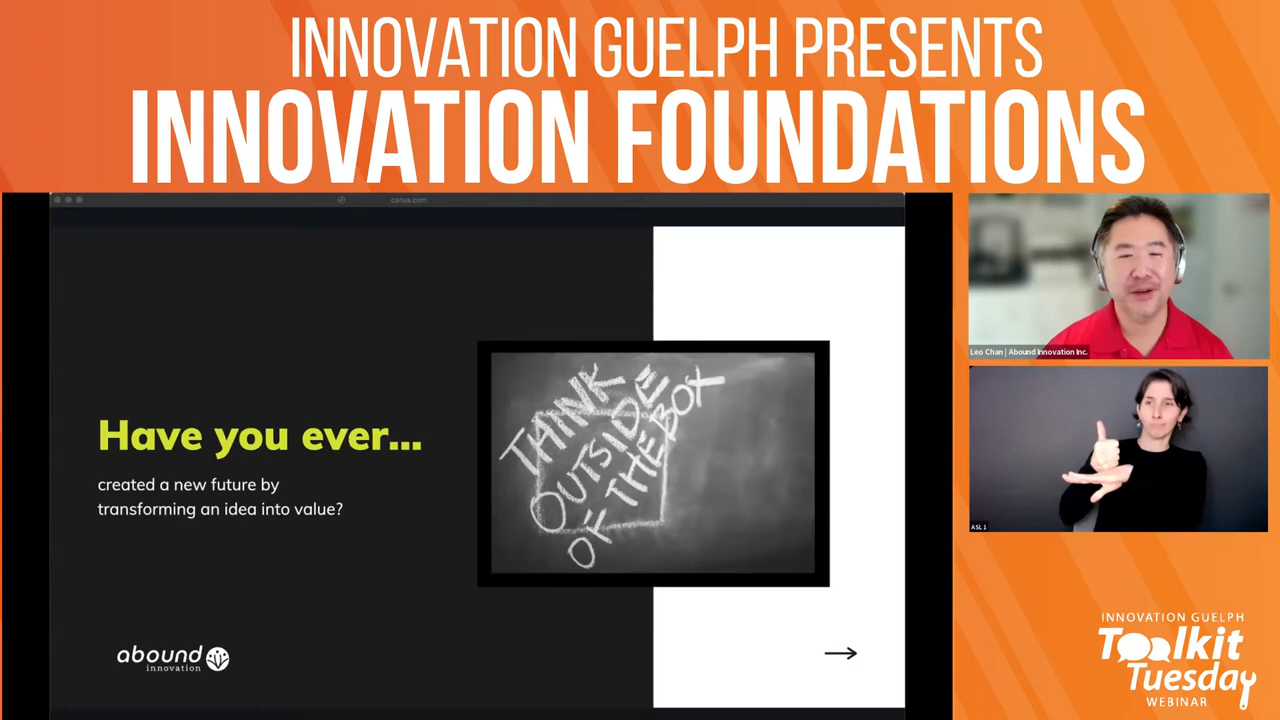 INNOVATION GUELPH PRESENTS
INNOVATION FOUNDATIONS
canva.com
Have you ever...
created a new future by
transforming an idea into value?
THINK
OUTSIDE
OF THE BOX
abound
innovation
Leo Chan | Abound Innovation Inc.
ASL 1
INNOVATION GUELPH
Toolkit
Tuesday
WEBINAR